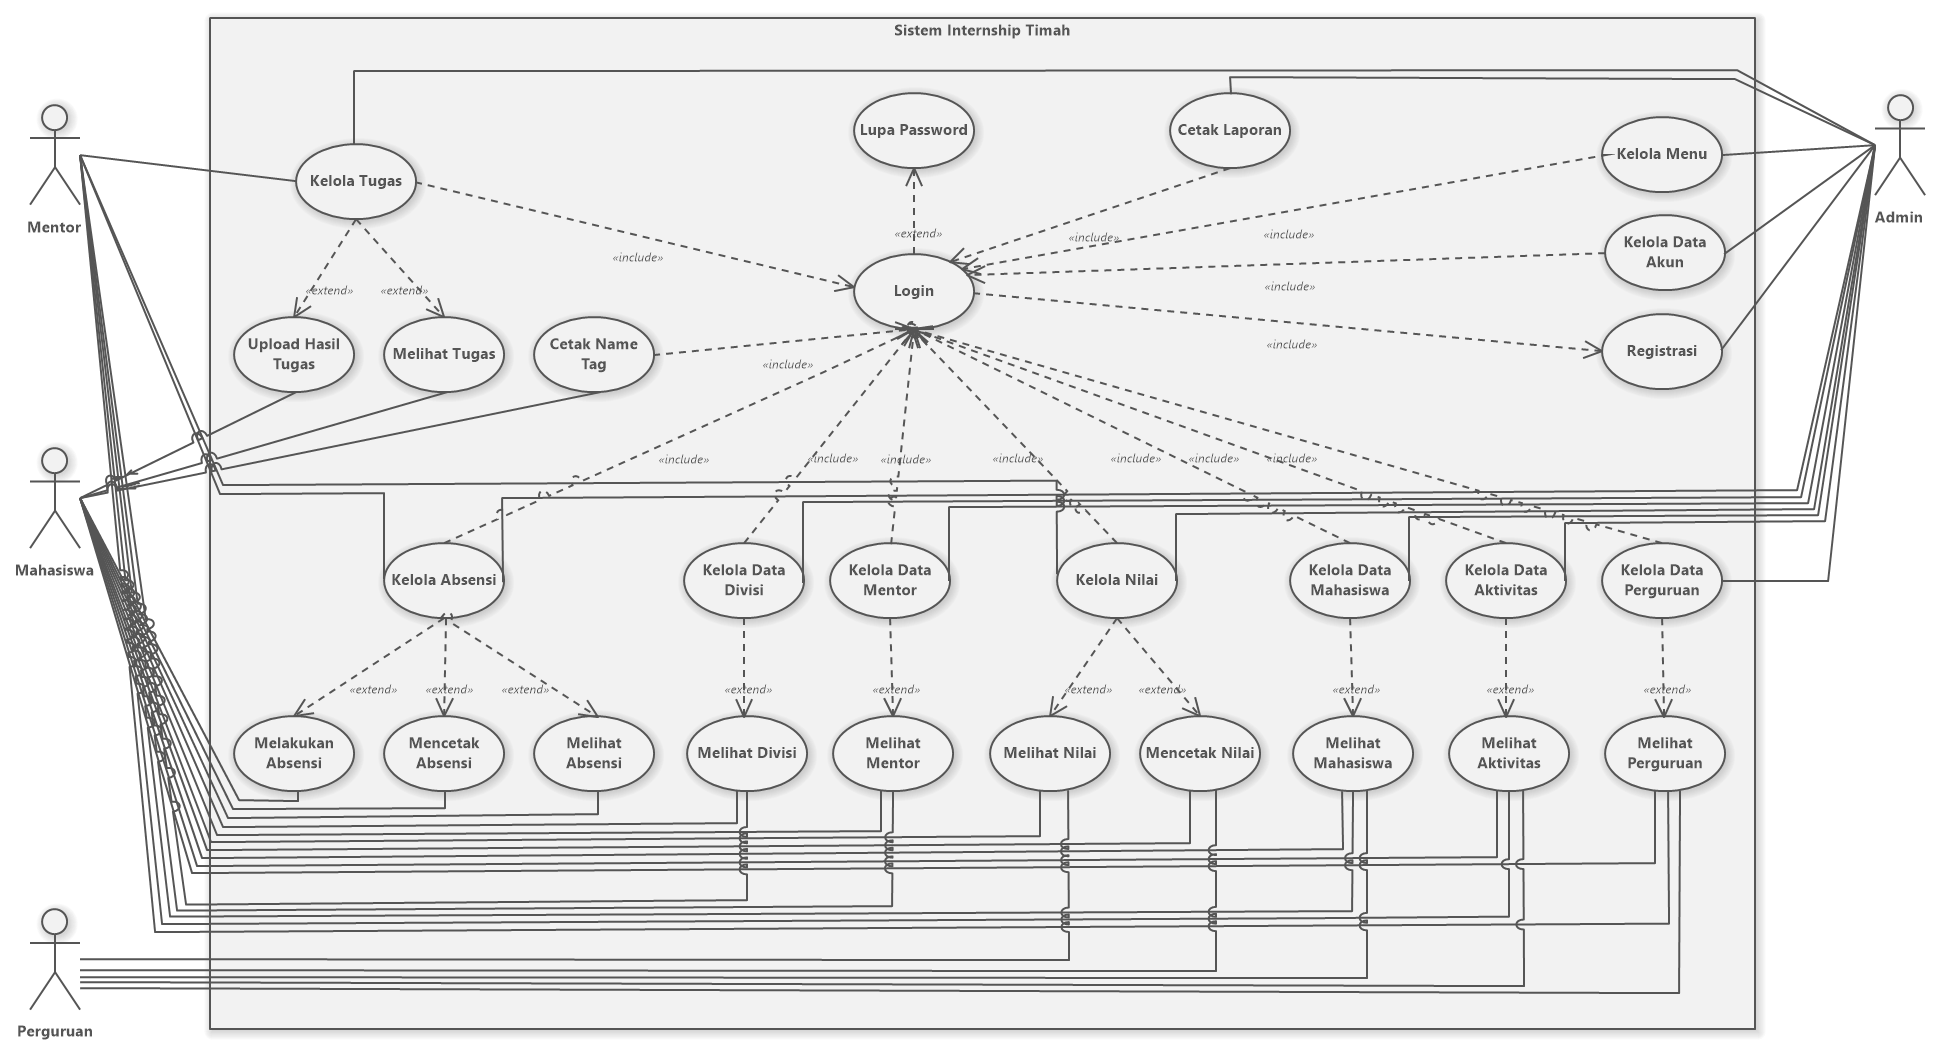 Sistem Internship Timah
Lupa Password
Cetak Laporan
Kelola Menu
Kelola Tugas
Mentor
Admin
«extend»
«include»
«include»
Kelola Data
Akun
«include»
«extend»
«extend»
Login
«include»
Upload Hasil
Tugas
Melihat Tugas
Cetak Name
Tag
«include»
«include»
Registrasi
«include»
«include»
«include»
«include»
«include»
«include»
«include»
Mahasiswa
Kelola Absensi
Kelola Data
Divisi
Kelola Data
Mentor
Kelola Nilai
Kelola Data
Mahasiswa
Kelola Data
Aktivitas
Kelola Data
Perguruan
«extend»
«extend»
«extend»
«extend»
«extend»
«extend»
«extend»
«extend»
«extend»
«extend»
Melakukan
Absensi
Mencetak
Absensi
Melihat
Absensi
Melihat Divisi
Melihat
Mentor
Melihat Nilai
Mencetak Nilai
Melihat
Mahasiswa
Melihat
Aktivitas
Melihat
Perguruan
Perguruan